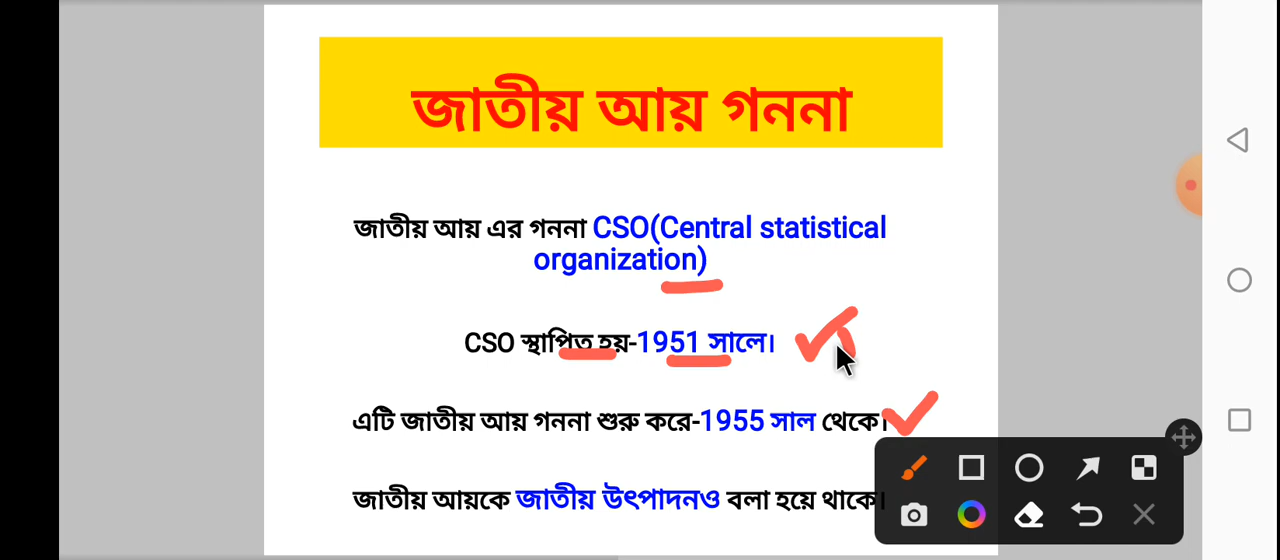 জাতীয় আয় গননা
জাতীয় আয় এর গননা CSO(Central statistical
organization)
CSO স্থাপিত হয়-1951 সালে।
এটি জাতীয় আয় গননা শুরু করে-1955 সাল থেকে।
জাতীয় আয়কে জাতীয় উৎপাদনও বলা হয়ে থাকে।